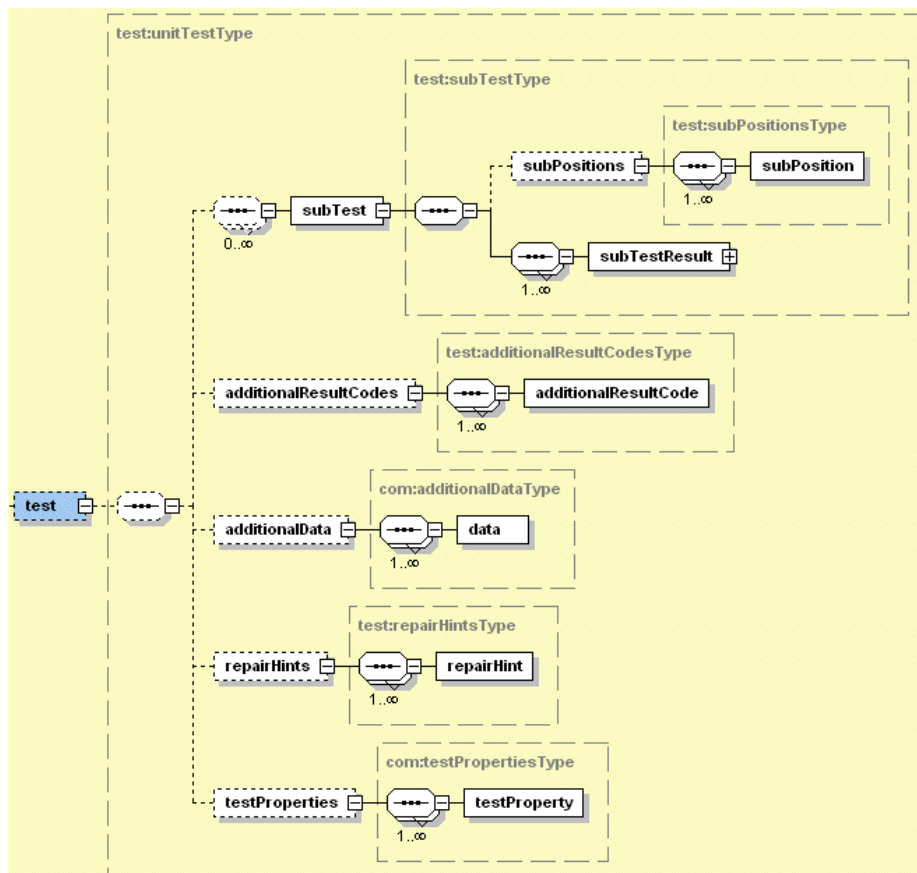 test:unitTestType
test:subTestType
test:subPositionsType
subPositions
subPosition
1..∞
subTest
0..∞
subTestResult
1..∞
test:additionalResultCodesType
additionalResultCodes
additionalResultCode
1..∞
com:additionalDataType
test
additionalData
data
1..∞
test:repairHintsType
repairHints
repairHint
1..∞
com:testPropertiesType
testProperties
testProperty
1..∞